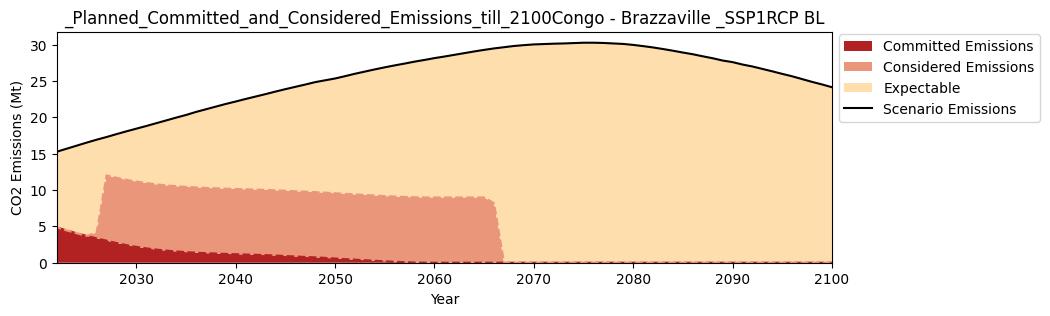 _Planned_Committed_and_Considered_Emissions_till_2100Congo - Brazzaville _SSP1RCP BL
CO2 Emissions (Mt)
30
25
20
15
10
5
0
2030 2040 2050 2060 2070 2080 2090 2100
Year
Committed Emissions
Considered Emissions
Expectable
Scenario Emissions